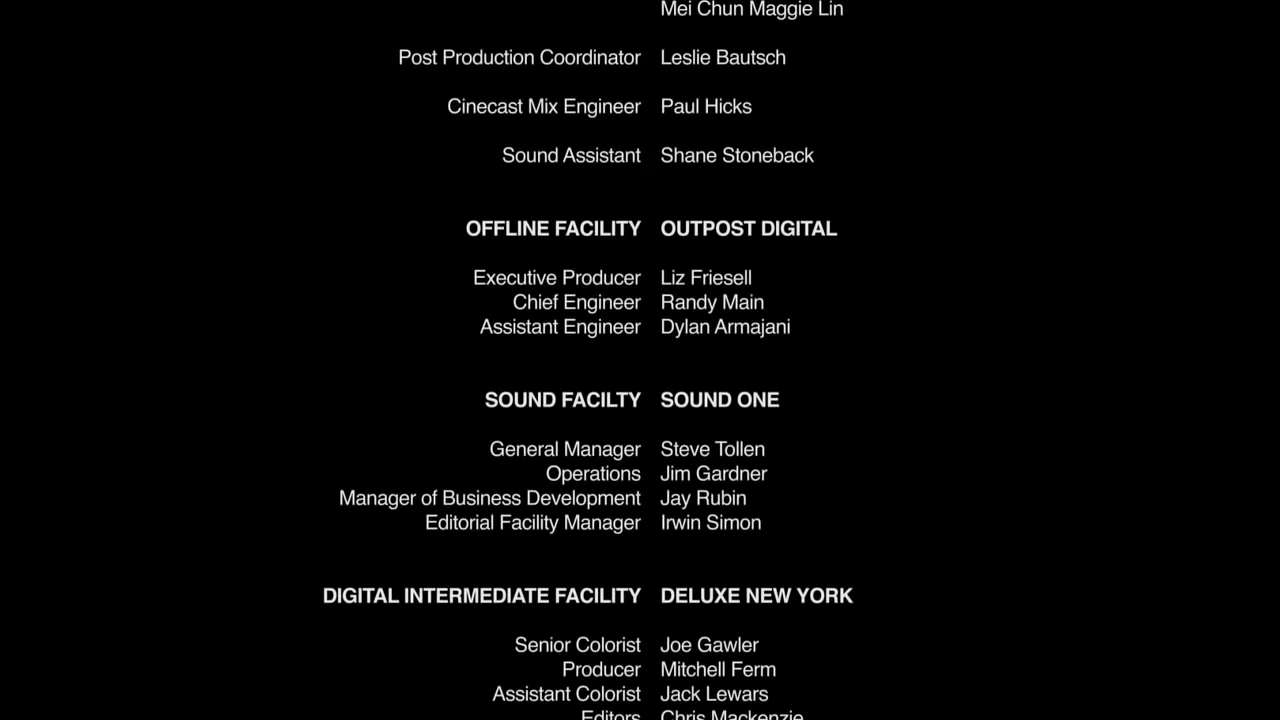 Mei Chun Maggie Lin
Post Production Coordinator Leslie Bautsch
Cinecast Mix Engineer Paul Hicks
Sound Assistant Shane Stoneback
OFFLINE FACILITY OUTPOST DIGITAL
Executive Producer Liz Friesell
Chief Engineer Randy Main
Assistant Engineer Dylan Armajani
SOUND FACILTY SOUND ONE
General Manager Steve Tollen
Operations Jim Gardner
Manager of Business Development Jay Rubin
Editorial Facility Manager Irwin Simon
DIGITAL INTERMEDIATE FACILITY DELUXE NEW YORK
Senior Colorist Joe Gawler
Producer Mitchell Ferm
Assistant Colorist Jack Lewars
Editors Chris Mackenzie